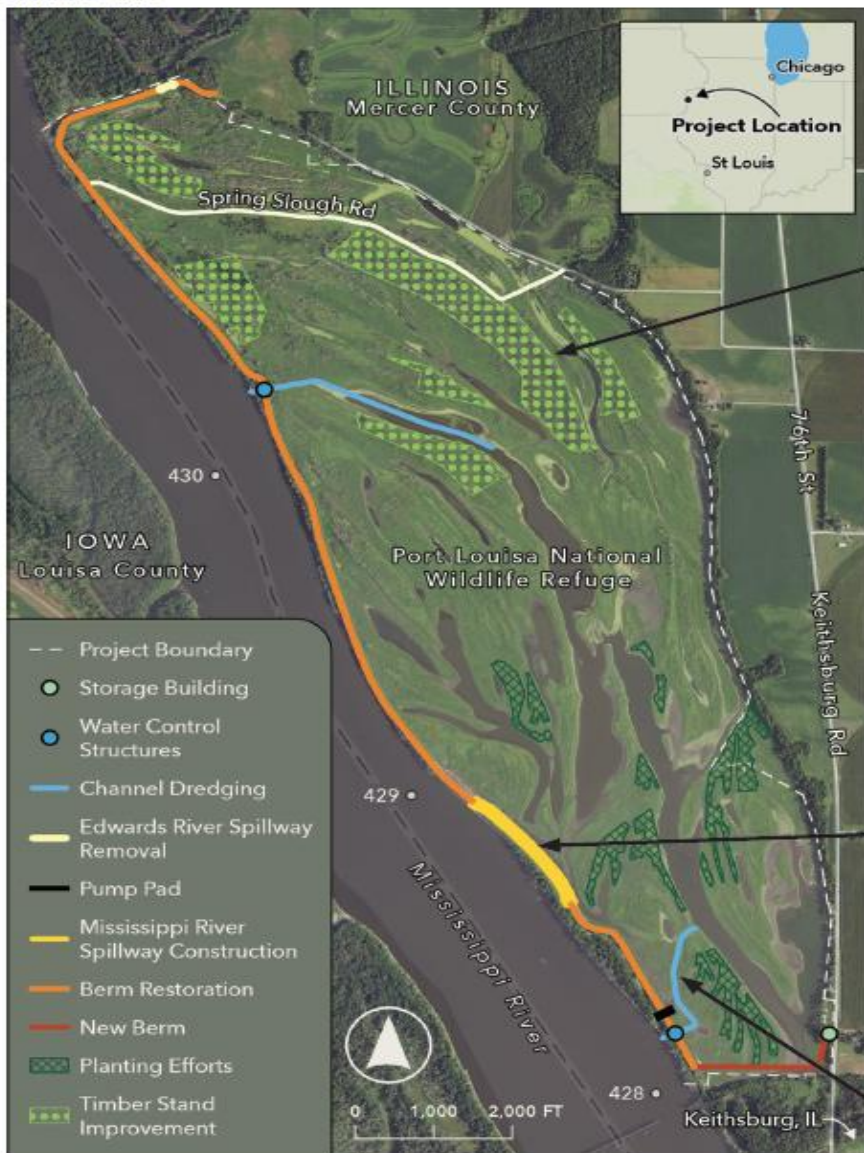 ILLINOIS
Mercer County
Chicago
Project Location
St Louis
Spring Slough Rd
76th St
430
IOWA
Louisa County
Port Louisa National
Wildlife Refuge
Keithsburg Rd
429
Mississippi River
428
Keithsburg, IL
Project Boundary
Storage Building
Water Control
Structures
Channel Dredging
Edwards River Spillway
Removal
Pump Pad
Mississippi River
Spillway Construction
Berm Restoration
New Berm
Planting Efforts
Timber Stand
Improvement
0 1,000 2,000 FT